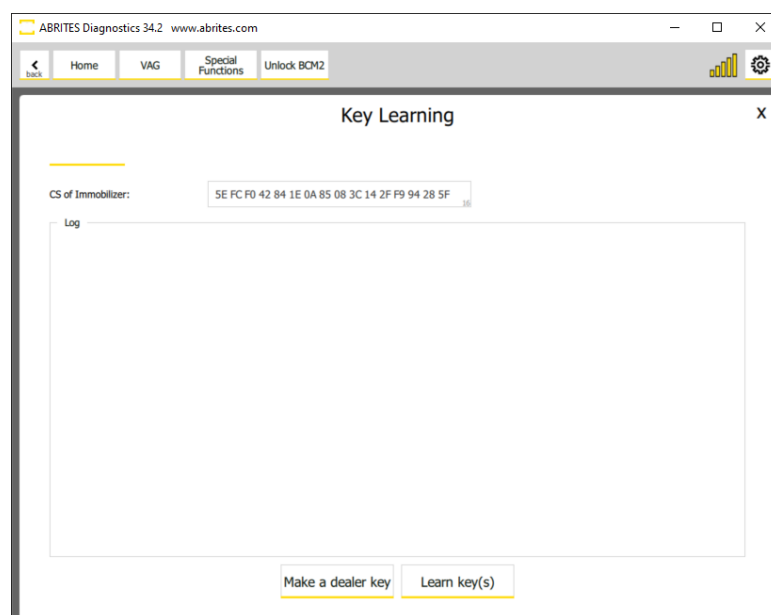 ABRITES Diagnostics 34.2 www.abrites.com
back
Home
VAG
Special
Functions
Unlock BCM2
Key Learning
X
CS of Immobilizer:
5E FC F0 42 84 1E 0A 85 08 3C 14 2F F9 94 28 5F
16
Log
Make a dealer key
Learn key(s)